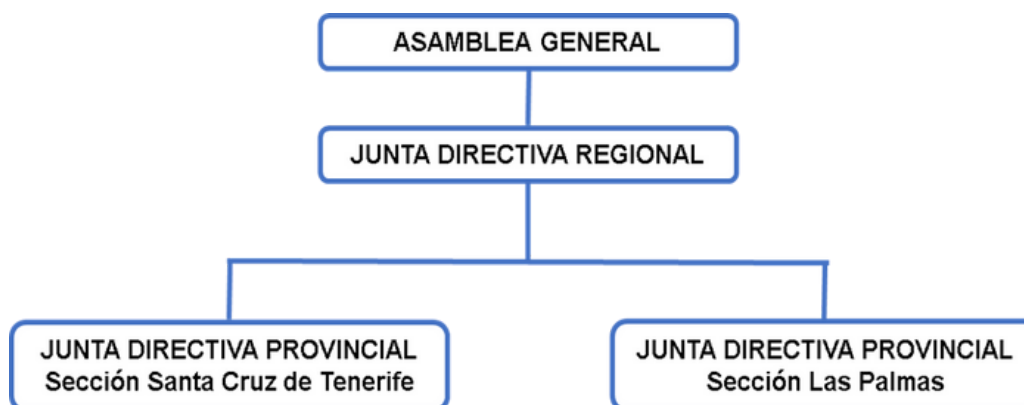 ASAMBLEA GENERAL
JUNTA DIRECTIVA REGIONAL
JUNTA DIRECTIVA PROVINCIAL
Sección Santa Cruz de Tenerife
JUNTA DIRECTIVA PROVINCIAL
Sección Las Palmas